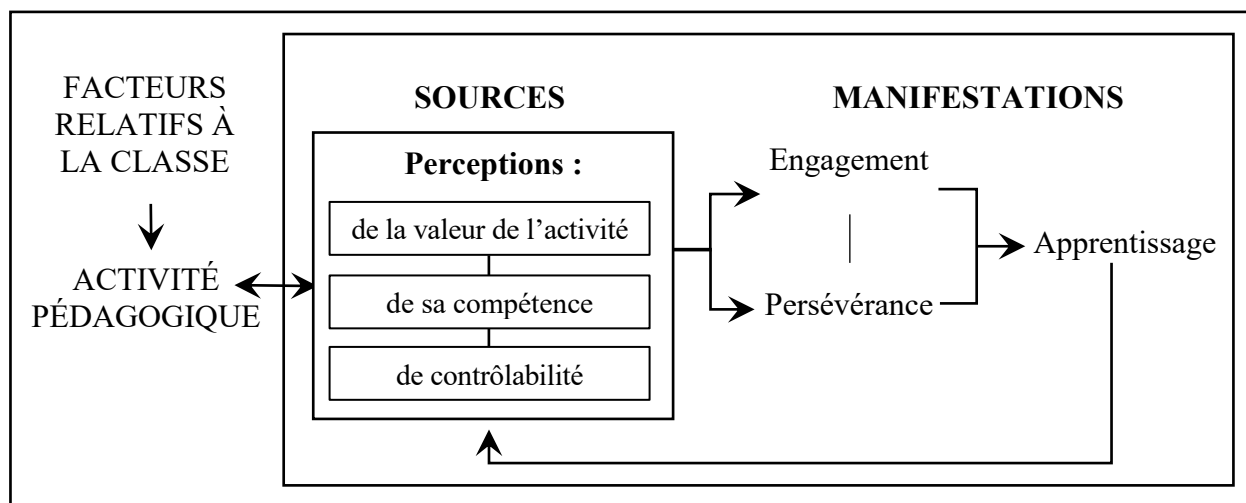 FACTEURS
RELATIFS À
LA CLASSE
ACTIVITÉ
PÉDAGOGIQUE
SOURCES
Perceptions :
de la valeur de l’activité
de sa compétence
de contrôlabilité
MANIFESTATIONS
Engagement
Persévérance
Apprentissage